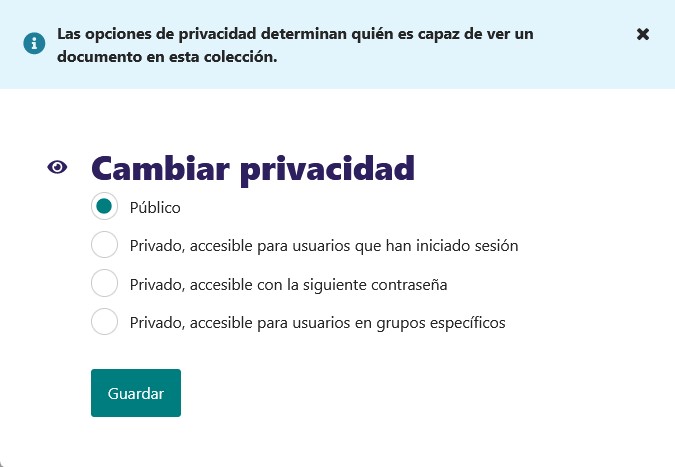 Las opciones de privacidad determinan quién es capaz de ver un
documento en esta colección.
Cambiar privacidad
Público
Privado, accesible para usuarios que han iniciado sesión
Privado, accesible con la siguiente contraseña
Privado, accesible para usuarios en grupos específicos
Guardar